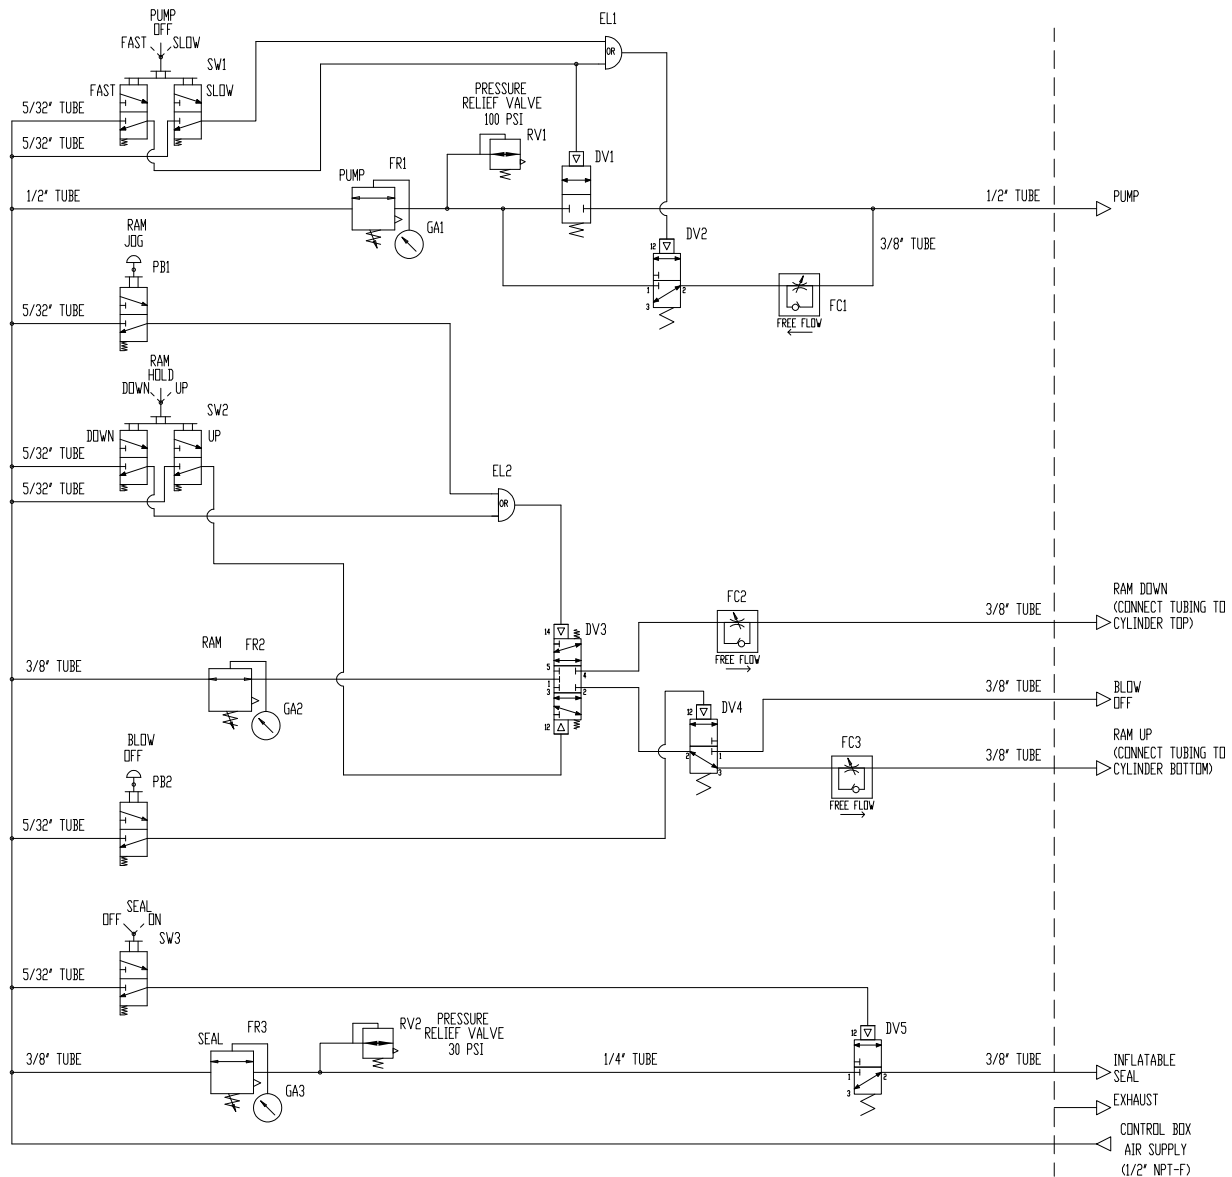 PUMP
OFF
FAST SLOW
SW1
FAST
SLOW
5/32" TUBE
5/32" TUBE
1/2" TUBE
EL1
OR
PRESSURE
RELIEF VALVE
100 PSI
RV1
DV1
PUMP
FR1
GA1
DV2
12
1
2
3
1/2" TUBE
PUMP
3/8" TUBE
FC1
FREE FLOW
RAM
JOG
PB1
5/32" TUBE
RAM
HOLD
DOWN UP
SW2
DOWN
UP
5/32" TUBE
5/32" TUBE
EL2
OR
RAM
FR2
GA2
3/8" TUBE
14
DV3
5
4
1
3
2
12
FC2
FREE FLOW
3/8" TUBE
RAM DOWN
(CONNECT TUBING TO
CYLINDER TOP)
12
DV4
2
1
3
3/8" TUBE
BLOW
OFF
FC3
FREE FLOW
3/8" TUBE
RAM UP
(CONNECT TUBING TO
CYLINDER BOTTOM)
BLOW
OFF
PB2
5/32" TUBE
SEAL
OFF ON
SW3
5/32" TUBE
SEAL
FR3
GA3
3/8" TUBE
RV2
PRESSURE
RELIEF VALVE
30 PSI
1/4" TUBE
12
DV5
1
2
3
3/8" TUBE
INFLATABLE
SEAL
EXHAUST
CONTROL BOX
AIR SUPPLY
(1/2" NPT-F)